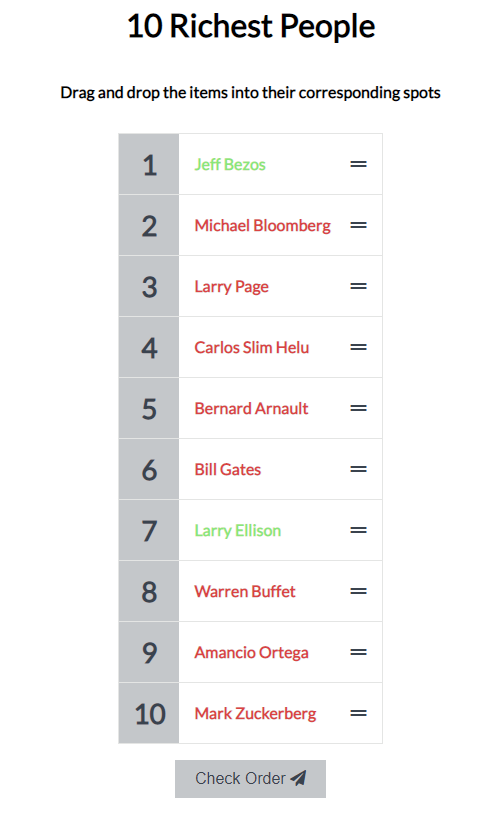 10 Richest People
Drag and drop the items into their corresponding spots
1 Jeff Bezos
2 Michael Bloomberg
3 Larry Page
4 Carlos Slim Helu
5 Bernard Arnault
6 Bill Gates
7 Larry Ellison
8 Warren Buffet
9 Amancio Ortega
10 Mark Zuckerberg
Check Order